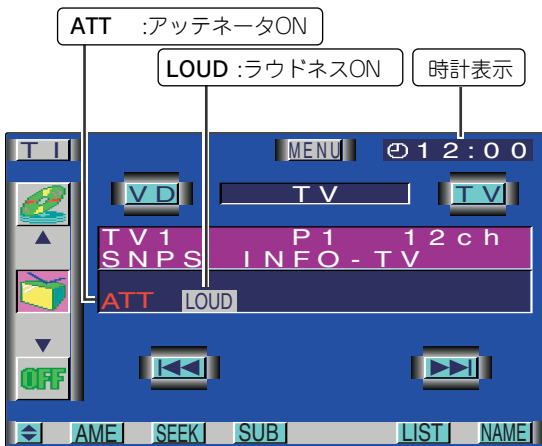 ATT :アッテネータON
LOUD :ラウドネスON
時計表示
TI MENU 12:00
VD TV TV
TV1 P1 12ch
SNPS INFO-TV
ATT LOUD
OFF
AME SEEK SUB LIST NAME